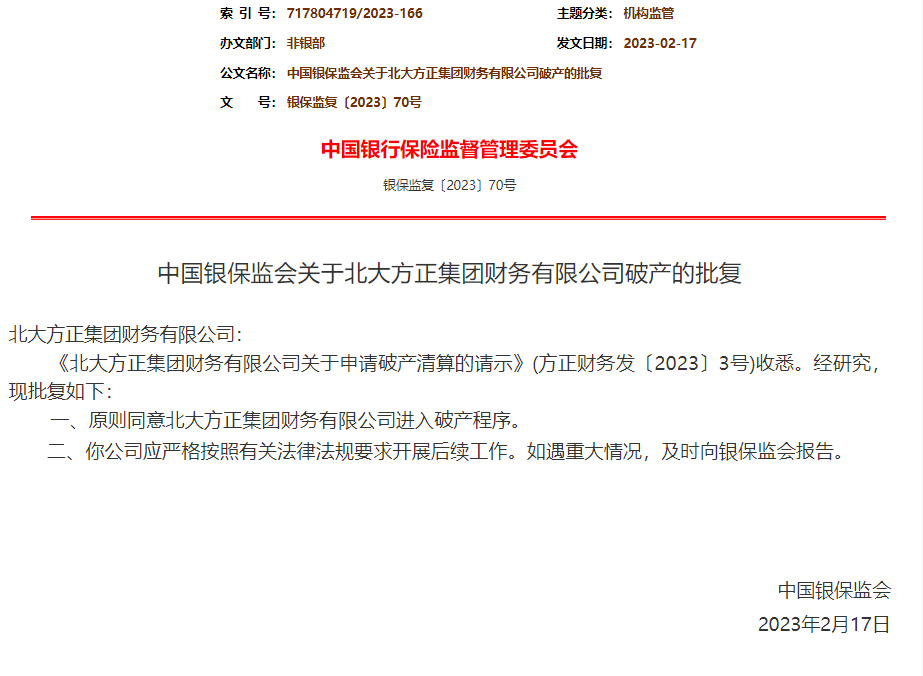 索 引 号： 717804719/2023-166 主题分类： 机构监管
办文部门： 非银部 发文日期： 2023-02-17
公文名称： 中国银保监会关于北大方正集团财务有限公司破产的批复
文 号： 银保监复〔2023〕70号
中国银行保险监督管理委员会
银保监复〔2023〕70号
中国银保监会关于北大方正集团财务有限公司破产的批复
北大方正集团财务有限公司：
《北大方正集团财务有限公司关于申请破产清算的请示》(方正财务发〔2023〕3号)收悉。经研究，
现批复如下：
一、原则同意北大方正集团财务有限公司进入破产程序。
二、你公司应严格按照有关法律法规要求开展后续工作。如遇重大情况，及时向银保监会报告。
中国银保监会
2023年2月17日